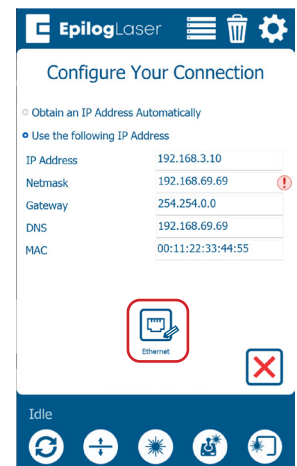 EpilogLaser
Configure Your Connection
Obtain an IP Address Automatically
Use the following IP Address
IP Address 192.168.3.10
Netmask 192.168.69.69
Gateway 254.254.0.0
DNS 192.168.69.69
MAC 00:11:22:33:44:55
Ethernet
Idle